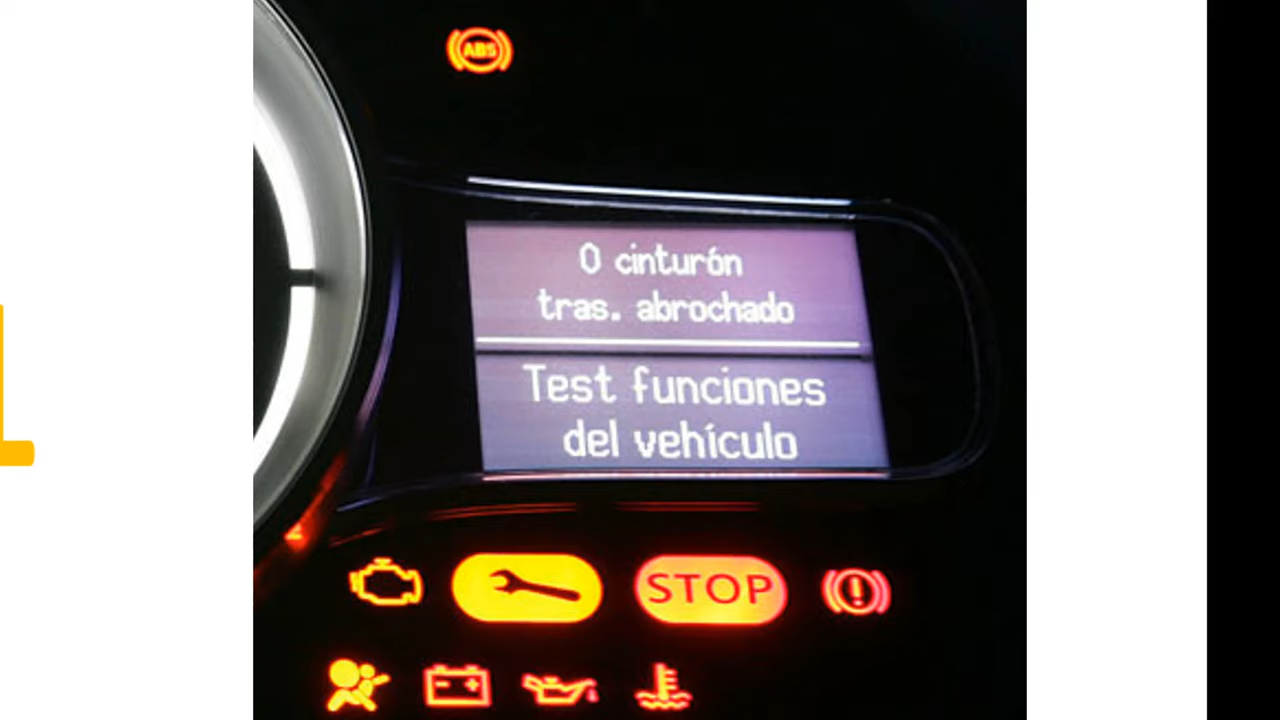 ABS
0 cinturón
tras. abrochado
Test funciones
del vehículo
STOP